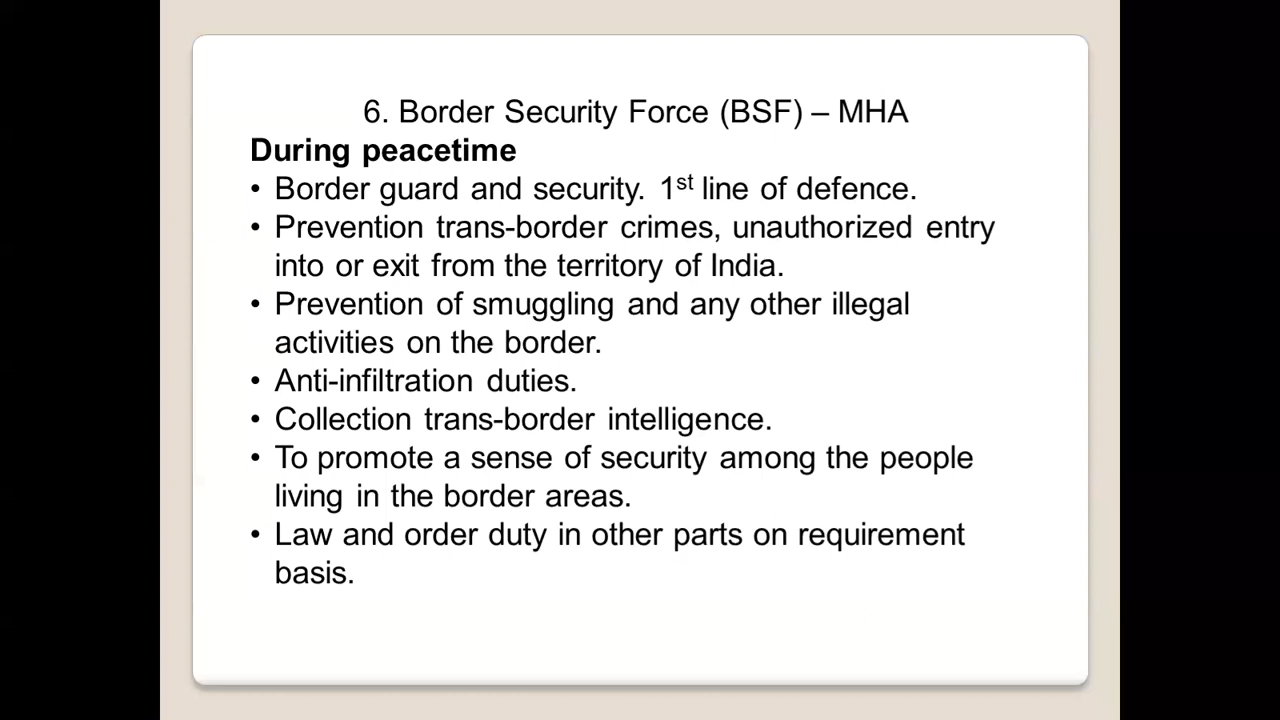 6. Border Security Force (BSF) – MHA
During peacetime
• Border guard and security. 1st line of defence.
• Prevention trans-border crimes, unauthorized entry
into or exit from the territory of India.
• Prevention of smuggling and any other illegal
activities on the border.
• Anti-infiltration duties.
• Collection trans-border intelligence.
• To promote a sense of security among the people
living in the border areas.
• Law and order duty in other parts on requirement
basis.